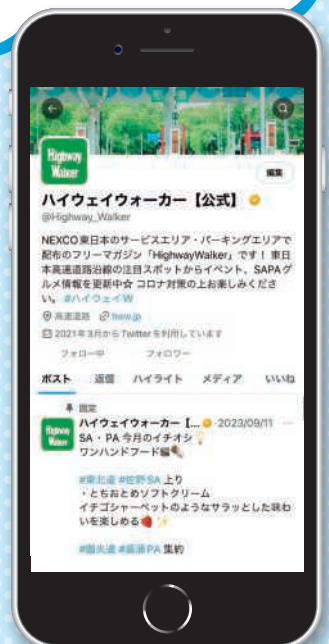 Highway
Walker
編集
ハイウェイウォーカー【公式】
@Highway_Walker
NEXCO東日本のサービスエリア・パーキングエリアで
配布のフリーマガジン「HighwayWalker」です！ 東日
本高速道路沿線の注目スポットからイベント、SAPAグ
ルメ情報を更新中☆ コロナ対策の上お楽しみくださ
い。 #ハイウェイW
高速道路 hww.jp
2021年3月からTwitterを利用しています
フォロー中 フォロワー
ポスト 返信 ハイライト メディア いいね
固定
Highway
Walker
ハイウェイウォーカー【... ·2023/09/11 ···
SA・PA 今月のイチオシ💡
ワンハンドフード編
#東北道 #佐野SA 上り
・とちおとめソフトクリーム
イチゴシャーベットのようなサラッとした味わ
いを楽しめる🍓✨
#磐越道 PA 集約